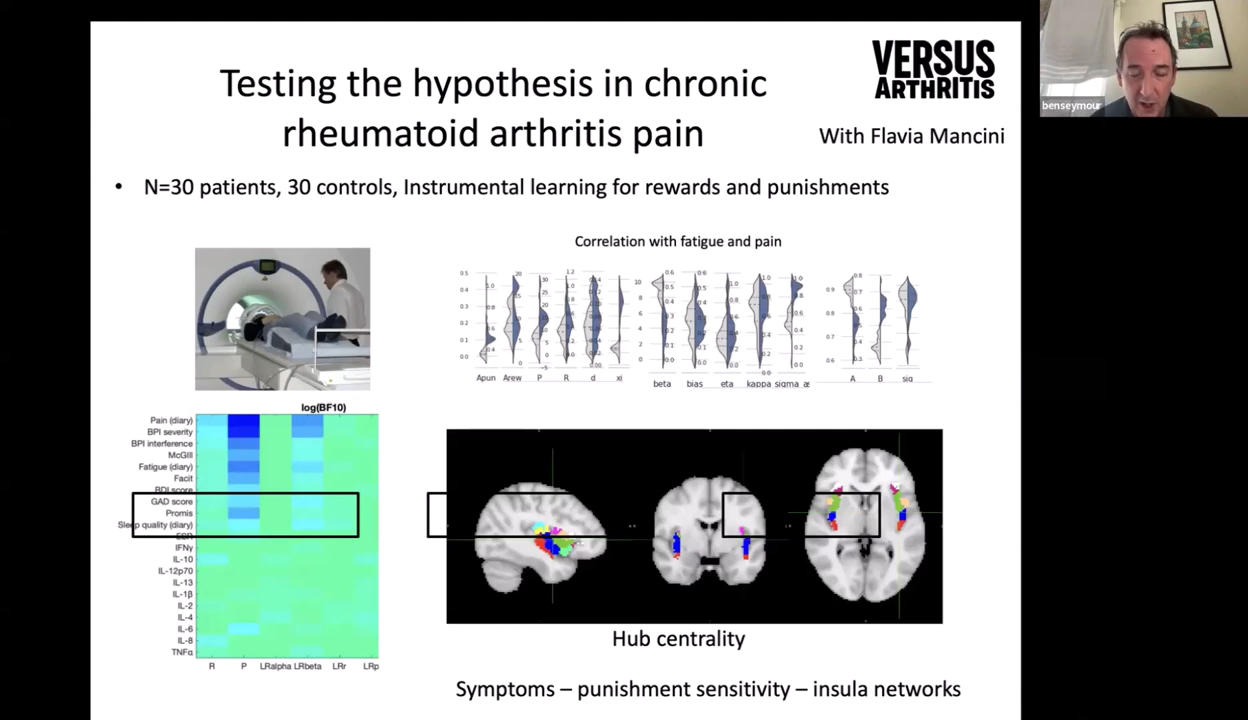 Testing the hypothesis in chronic
rheumatoid arthritis pain
VERSUS
ARTHRITIS
With Flavia Mancini
benseymour
• N=30 patients, 30 controls, Instrumental learning for rewards and punishments
Correlation with fatigue and pain
Apun Arew P R d xi beta bias eta kappa sigma A B sig
log(BF10)
Pain (diary)
BPI severity
BPI interference
McGill
Fatigue (diary)
Facit
BDI score
GAD score
Promis
Sleep quality (diary)
IFNγ
IL-10
IL-12p70
IL-13
IL-1β
IL-2
IL-4
IL-6
IL-8
TNFα
R P LRalpha LRbeta LRr LRp
Hub centrality
Symptoms – punishment sensitivity – insula networks